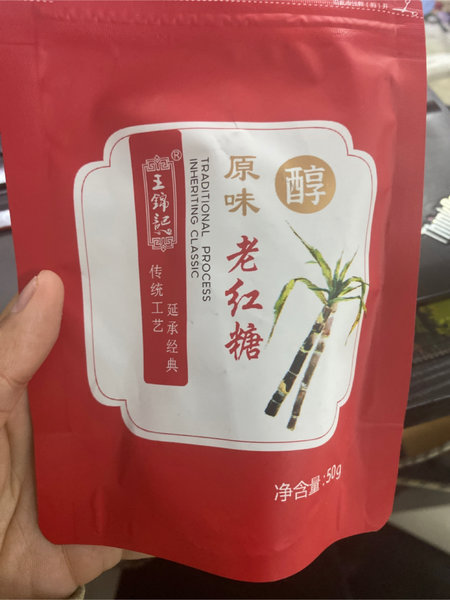 醇
原味
老红糖
TRADITIONAL PROCESS
INHERITING CLASSIC
王锦记®
传统工艺
延承经典
净含量:50g